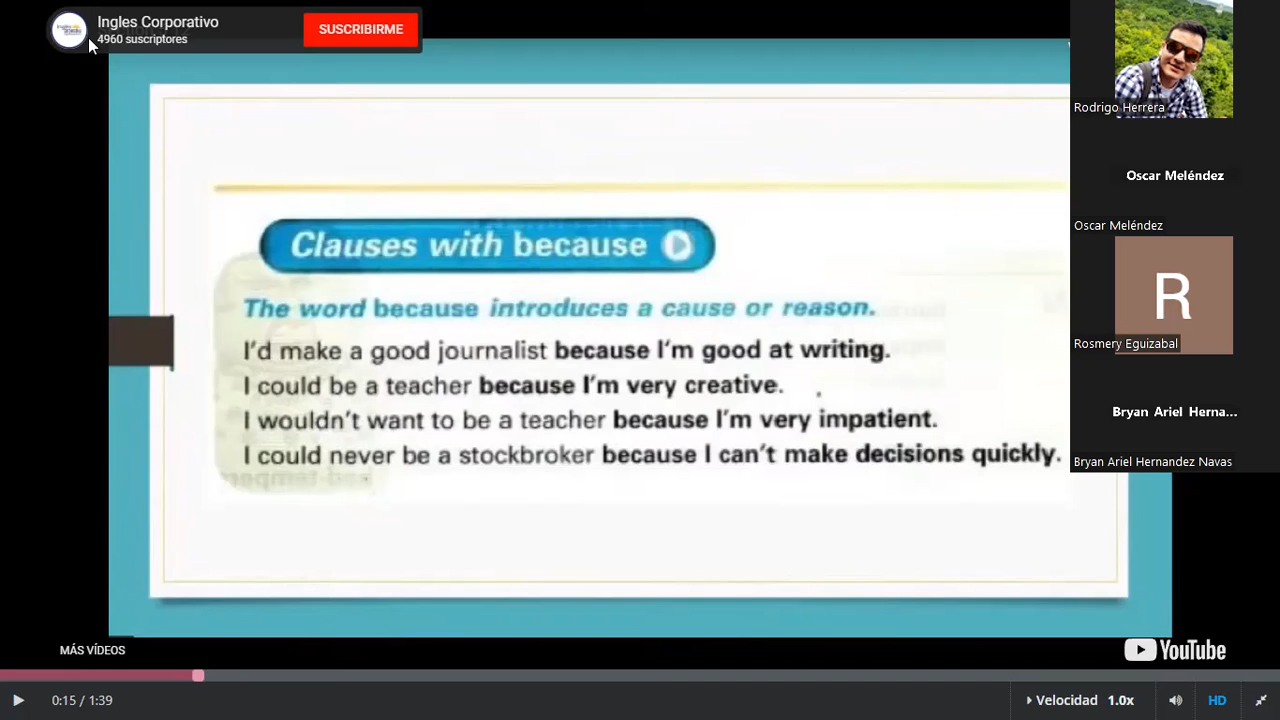 Ingles Corporativo
4960 suscriptores
SUSCRIBIRME
Clauses with because
The word because introduces a cause or reason.
I'd make a good journalist because I'm good at writing.
I could be a teacher because I'm very creative.
I wouldn't want to be a teacher because I'm very impatient.
I could never be a stockbroker because I can't make decisions quickly.
Rodrigo Herrera
Oscar Meléndez
Oscar Meléndez
R
Rosmery Eguizabal
Bryan Ariel Herna...
Bryan Ariel Hernandez Navas
MÁS VÍDEOS
YouTube
0:15 / 1:39
Velocidad 1.0x
HD